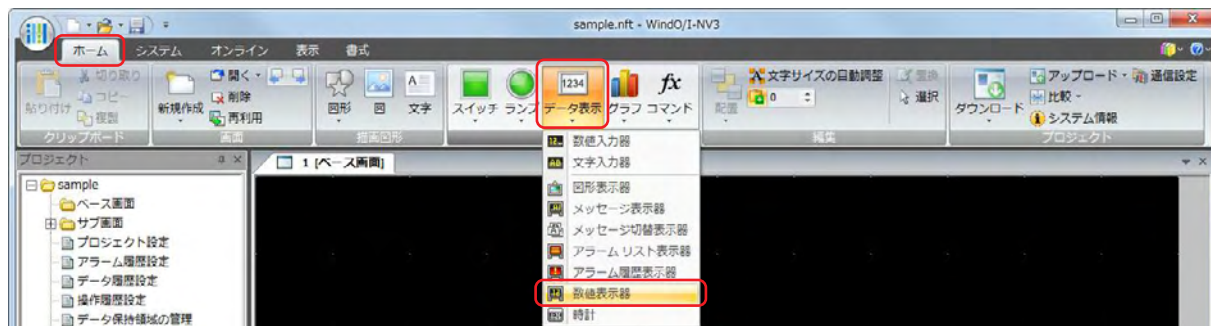 sample.nft - WindO/I-NV3
ホーム システム オンライン 表示 書式
切り取り
コピー
複製
貼り付け
クリップボード
新規作成
開く
削除
再利用
画面
図形 図 文字
描画図形
スイッチ ランプ データ表示 グラフ コマンド
1234
fx
配置
文字サイズの自動調整
0
置換
選択
編集
ダウンロード
アップロード
比較
システム情報
通信設定
プロジェクト
プロジェクト
1 [ベース画面]
sample
ベース画面
サブ画面
プロジェクト設定
アラーム履歴設定
データ履歴設定
操作履歴設定
データ保持領域の管理
数値入力器
文字入力器
図形表示器
メッセージ表示器
メッセージ切替表示器
アラーム リスト表示器
アラーム履歴表示器
数値表示器
時計